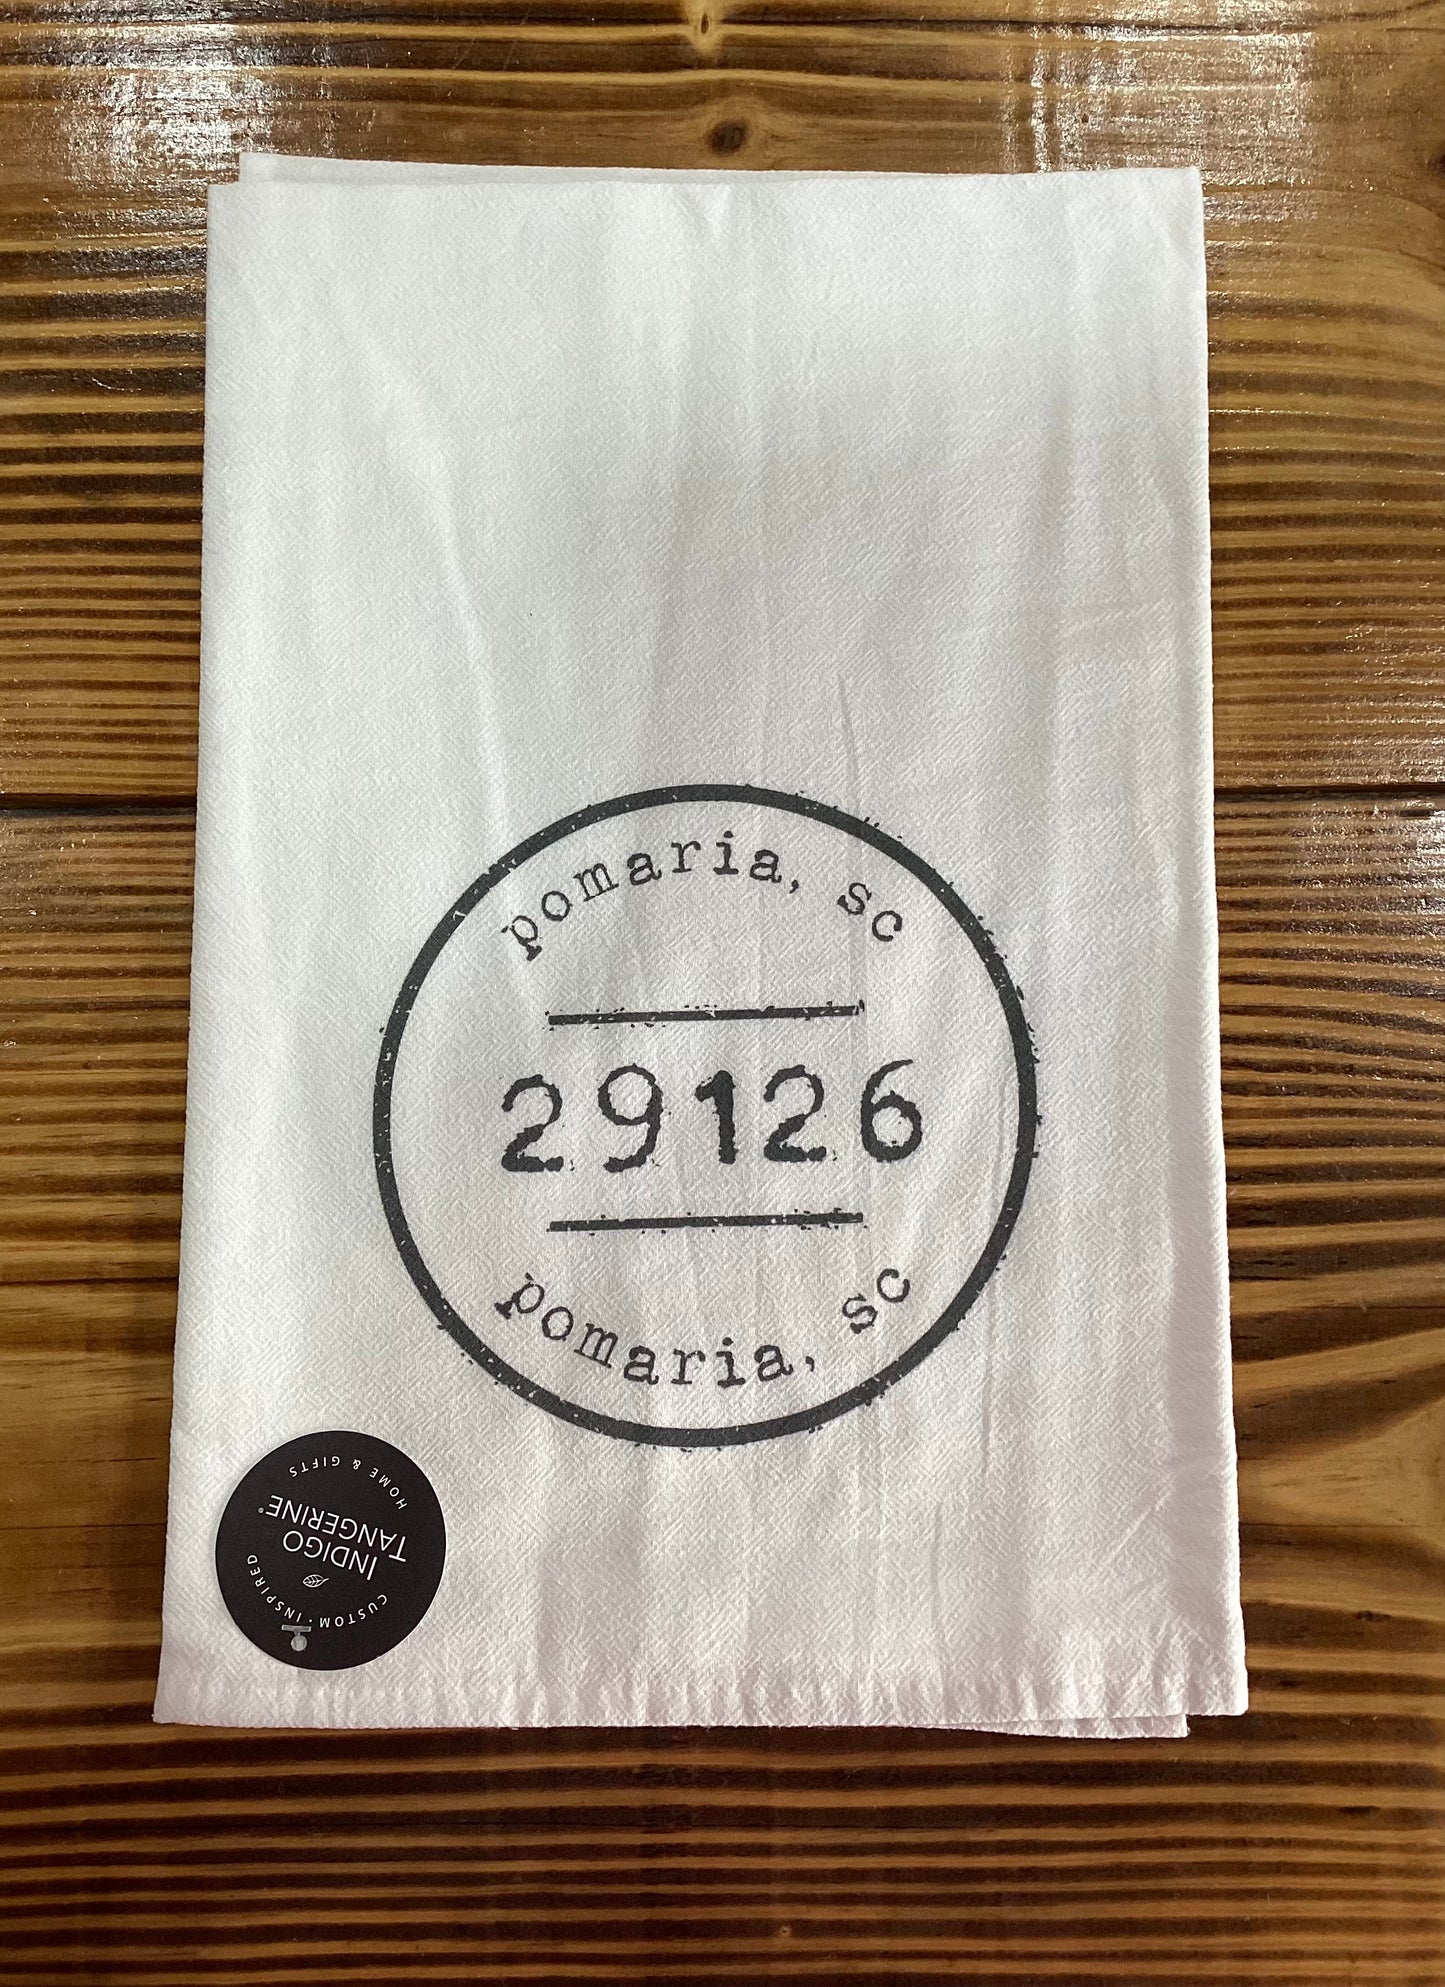 pomaria, sc
29126
pomaria, sc
CUSTOM · INSPIRED
INDIGO
TANGERINE®
HOME & GIFTS